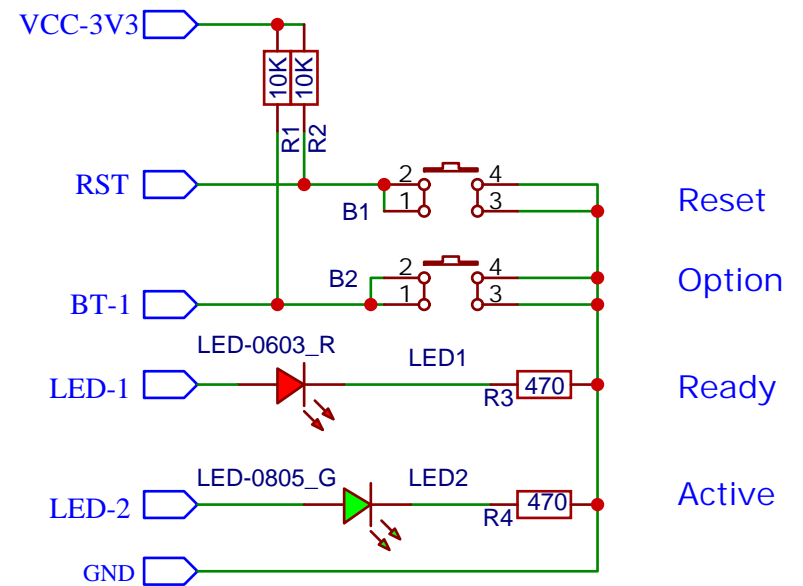 VCC-3V3
10K
10K
R1
R2
RST
2
4
1
3
B1
Reset
B2
2
4
Option
BT-1
1
3
LED-0603_R
LED1
LED-1
R3
470
Ready
LED-0805_G
LED2
LED-2
R4
470
Active
GND